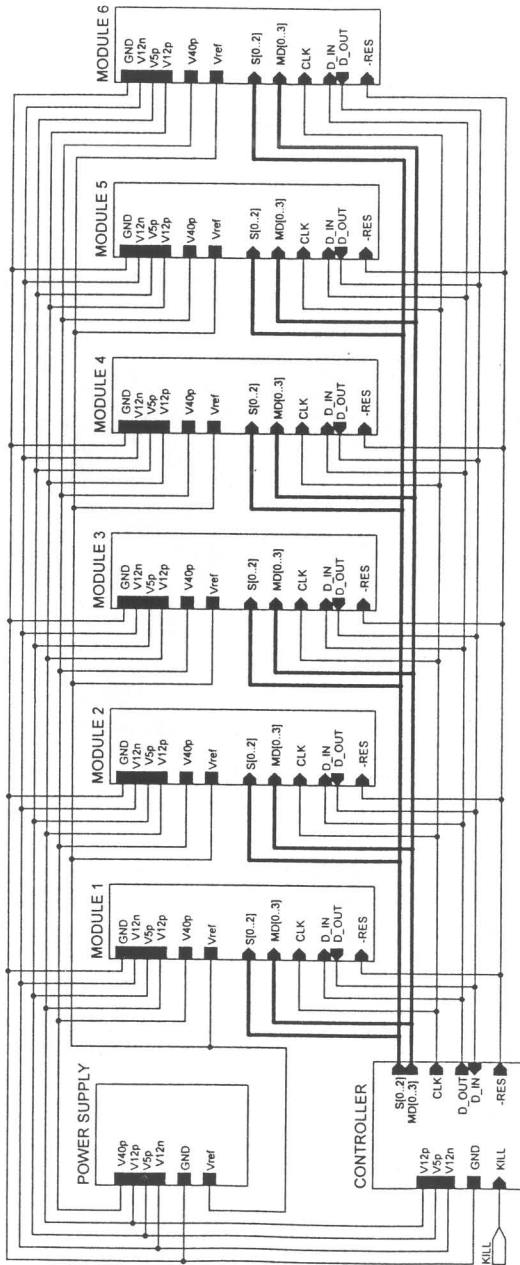 MODULE 6
GND
V12n
V5p
V12p
V40p
Vref
S[0..2]
MD[0..3]
CLK
D_IN
D_OUT
-RES
MODULE 5
GND
V12n
V5p
V12p
V40p
Vref
S[0..2]
MD[0..3]
CLK
D_IN
D_OUT
-RES
MODULE 4
GND
V12n
V5p
V12p
V40p
Vref
S[0..2]
MD[0..3]
CLK
D_IN
D_OUT
-RES
MODULE 3
GND
V12n
V5p
V12p
V40p
Vref
S[0..2]
MD[0..3]
CLK
D_IN
D_OUT
-RES
MODULE 2
GND
V12n
V5p
V12p
V40p
Vref
S[0..2]
MD[0..3]
CLK
D_IN
D_OUT
-RES
MODULE 1
GND
V12n
V5p
V12p
V40p
Vref
S[0..2]
MD[0..3]
CLK
D_IN
D_OUT
-RES
POWER SUPPLY
V40p
V12p
V5p
V12n
GND
Vref
CONTROLLER
S[0..2]
MD[0..3]
CLK
D_OUT
D_IN
-RES
V12p
V5p
V12n
GND
KILL
KILL